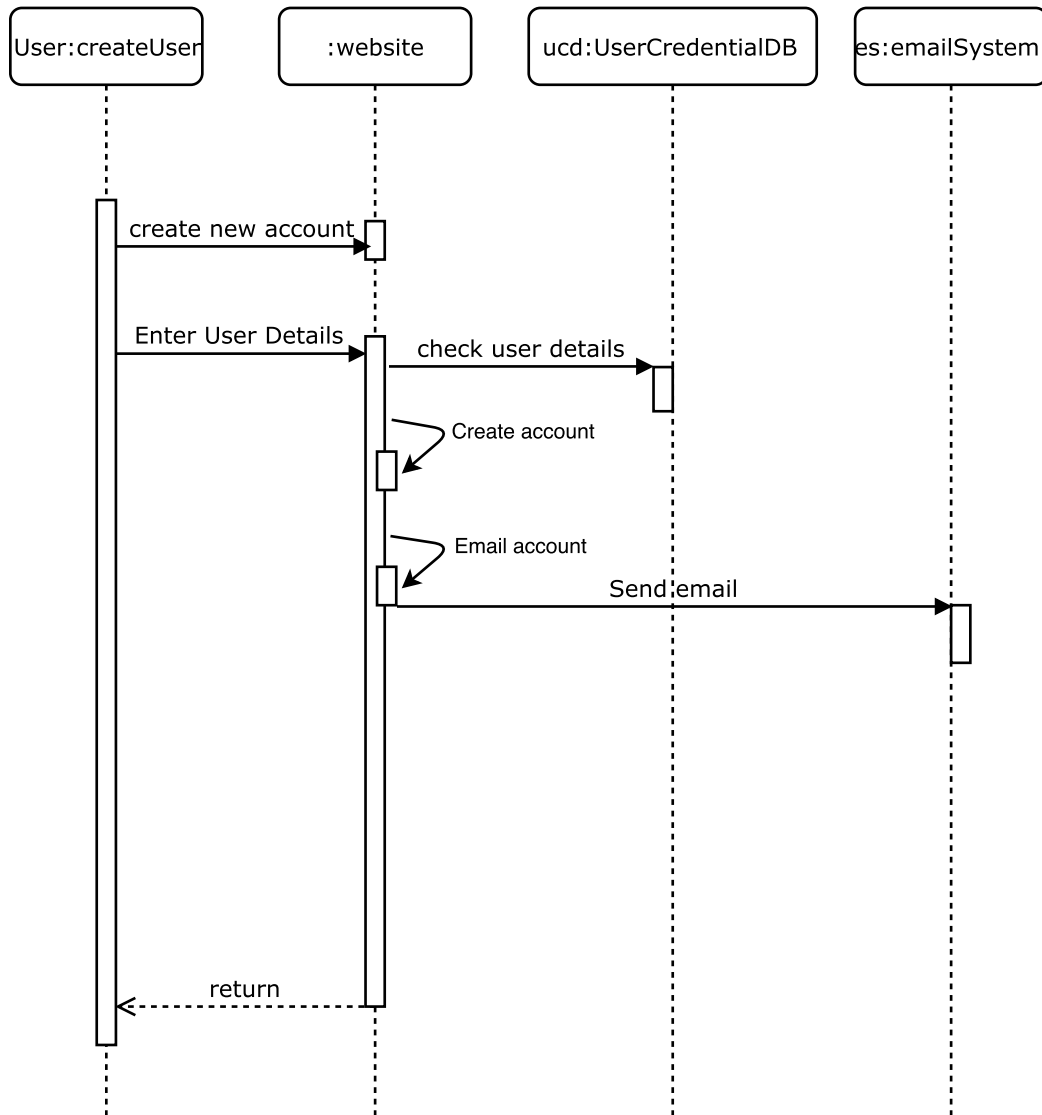 User:createUser
:website
ucd:UserCredentialDB
es:emailSystem
create new account
Enter User Details
check user details
Create account
Email account
Send email
return